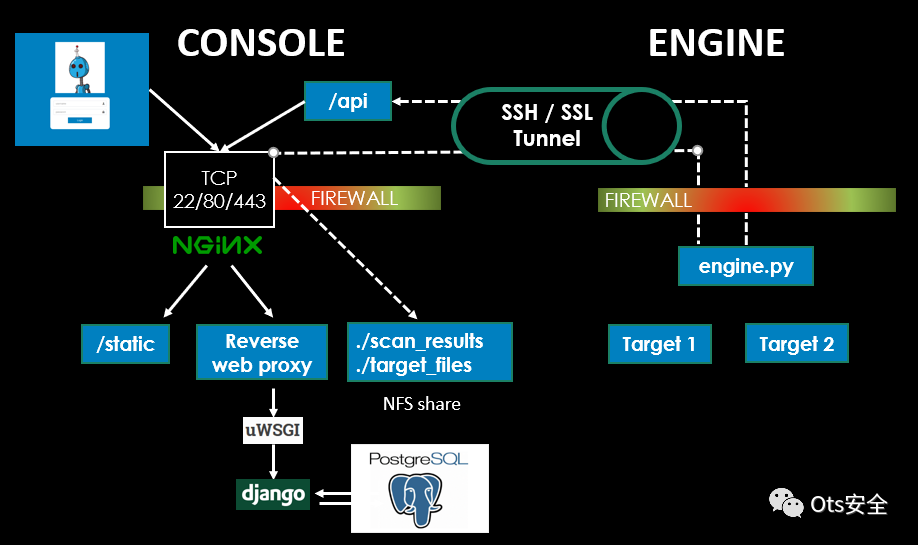 CONSOLE
ENGINE
/api
SSH / SSL
Tunnel
TCP
22/80/443
FIREWALL
FIREWALL
NGINX
engine.py
/static
Reverse
web proxy
./scan_results
./target_files
Target 1
Target 2
NFS share
uWSGI
PostgreSQL
django
Ots安全